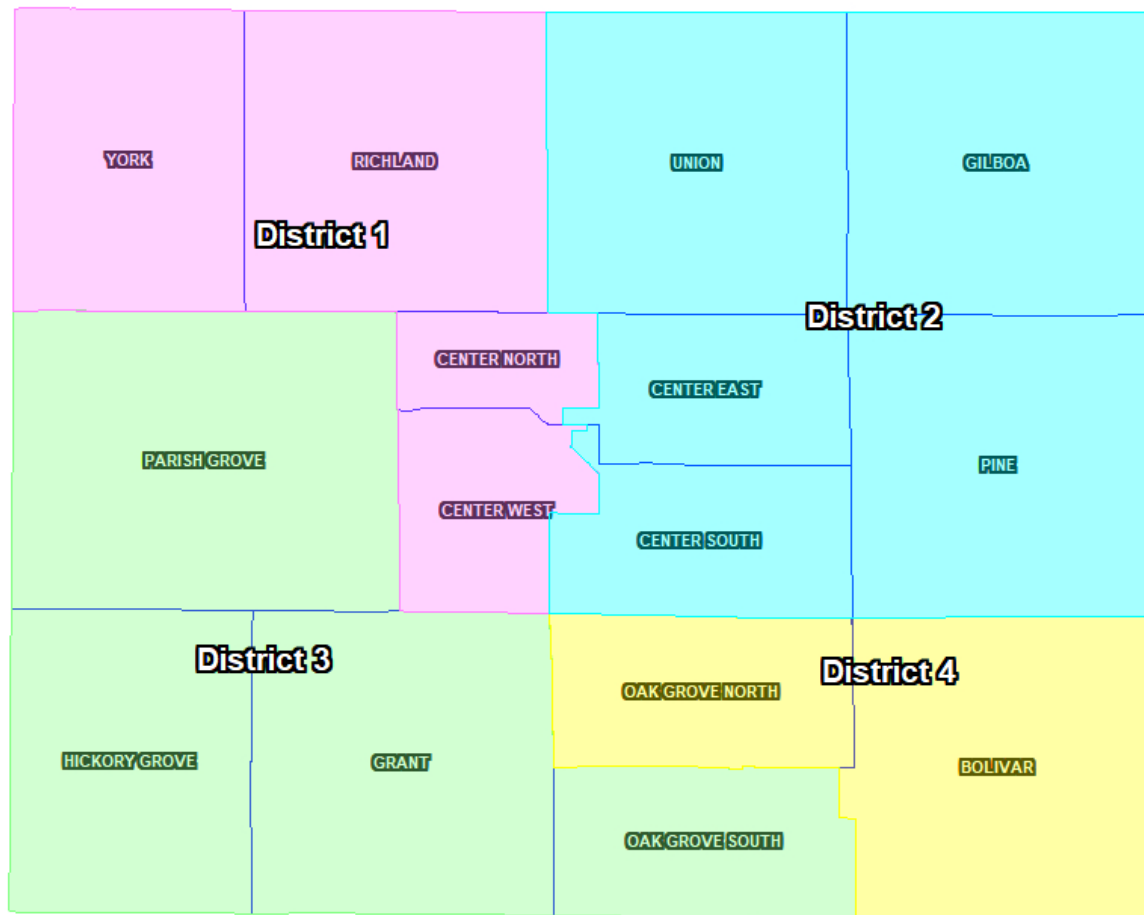 YORK
RICHLAND
UNION
GILBOA
District 1
District 2
CENTER NORTH
CENTER EAST
PARISH GROVE
PINE
CENTER WEST
CENTER SOUTH
District 3
District 4
OAK GROVE NORTH
HICKORY GROVE
GRANT
BOLIVAR
OAK GROVE SOUTH